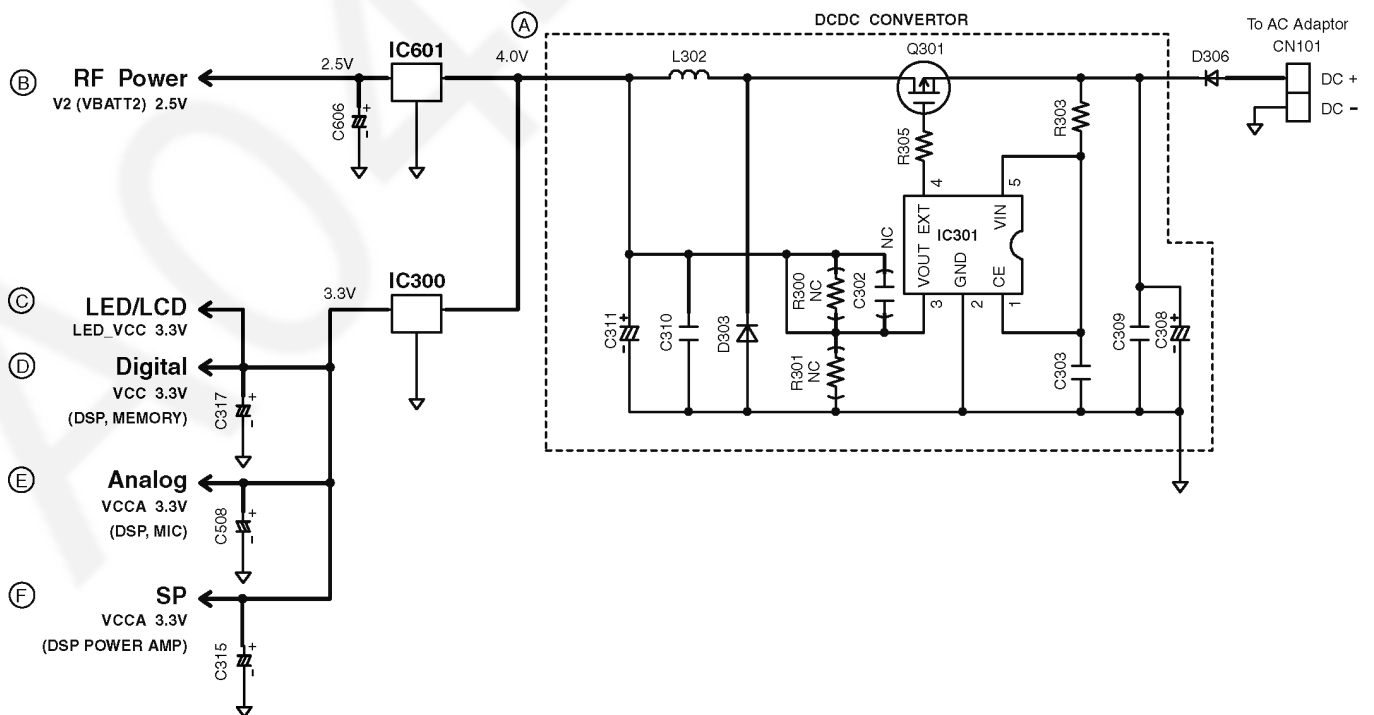 A
DCDC CONVERTOR
To AC Adaptor
CN101
DC +
DC -
D306
Q301
L302
4.0V
IC601
2.5V
B
RF Power
V2 (VBATT2) 2.5V
C606
+
-
R303
R305
4
5
EXT
VIN
IC301
VOUT
GND
CE
3
2
1
NC
R300
NC
C302
R301
NC
C311
+
-
C310
D303
C303
C309
C308
+
-
IC300
3.3V
C
LED/LCD
LED_VCC 3.3V
D
Digital
VCC 3.3V
(DSP, MEMORY)
C317
+
-
E
Analog
VCCA 3.3V
(DSP, MIC)
C508
+
-
F
SP
VCCA 3.3V
(DSP POWER AMP)
C315
+
-